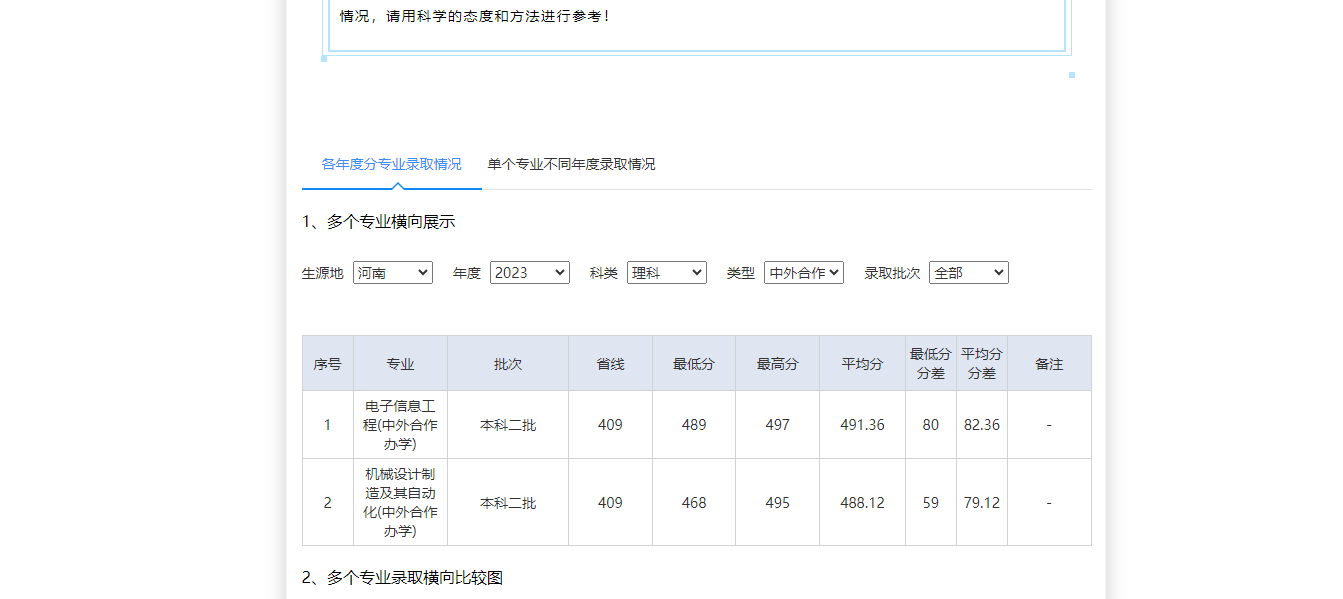 情况，请用科学的态度和方法进行参考！
各年度分专业录取情况 单个专业不同年度录取情况
1、多个专业横向展示
生源地 河南 年度 2023 科类 理科 类型 中外合作 录取批次 全部
序号 专业 批次 省线 最低分 最高分 平均分 最低分分差 平均分分差 备注
1 电子信息工程(中外合作办学) 本科二批 409 489 497 491.36 80 82.36 -
2 机械设计制造及其自动化(中外合作办学) 本科二批 409 468 495 488.12 59 79.12 -
2、多个专业录取横向比较图